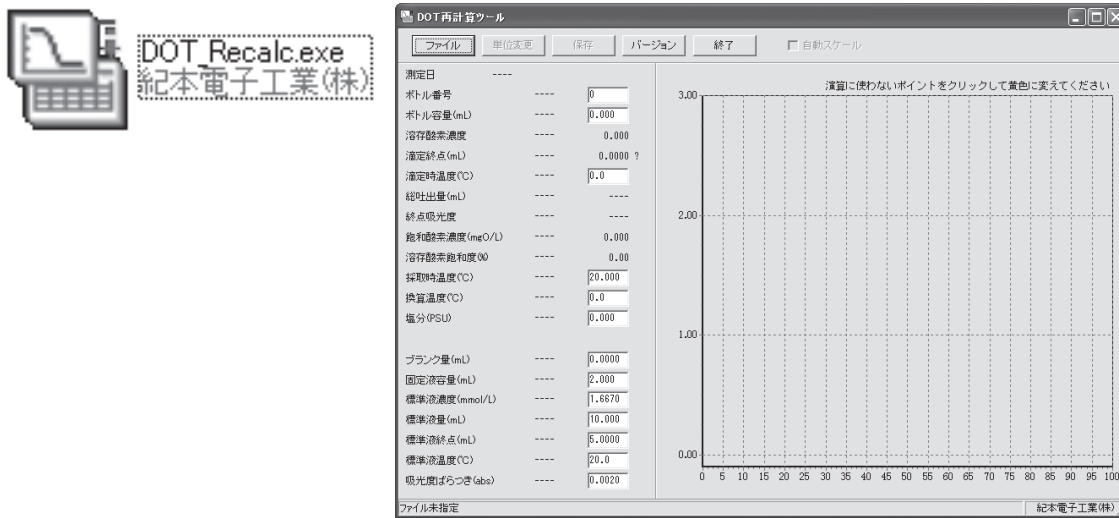 DOT_Recalc.exe
紀本電子工業(株)
DOT再計算ツール
ファイル 単位変更 保存 バージョン 終了 自動スケール
測定日 ----
ボトル番号 ---- 0
ボトル容量(mL) ---- 0.000
溶存酸素濃度 ---- 0.000
滴定終点(mL) ---- 0.0000 ?
滴定時温度(℃) ---- 0.0
総吐出量(mL) ---- ----
終点吸光度 ---- ----
飽和酸素濃度(mgO/L) ---- 0.000
溶存酸素飽和度(%) ---- 0.00
採取時温度(℃) ---- 20.000
換算温度(℃) ---- 0.0
塩分(PSU) ---- 0.000
ブランク量(mL) ---- 0.0000
固定液容量(mL) ---- 2.000
標準液濃度(mmol/L) ---- 1.6670
標準液量(mL) ---- 10.000
標準液終点(mL) ---- 5.0000
標準液温度(℃) ---- 20.0
吸光度ばらつき(abs) ---- 0.0020
演算に使わないポイントをクリックして黄色に変えてください
3.00
2.00
1.00
0.00
0 5 10 15 20 25 30 35 40 45 50 55 60 65 70 75 80 85 90 95 100
ファイル未指定 紀本電子工業(株)